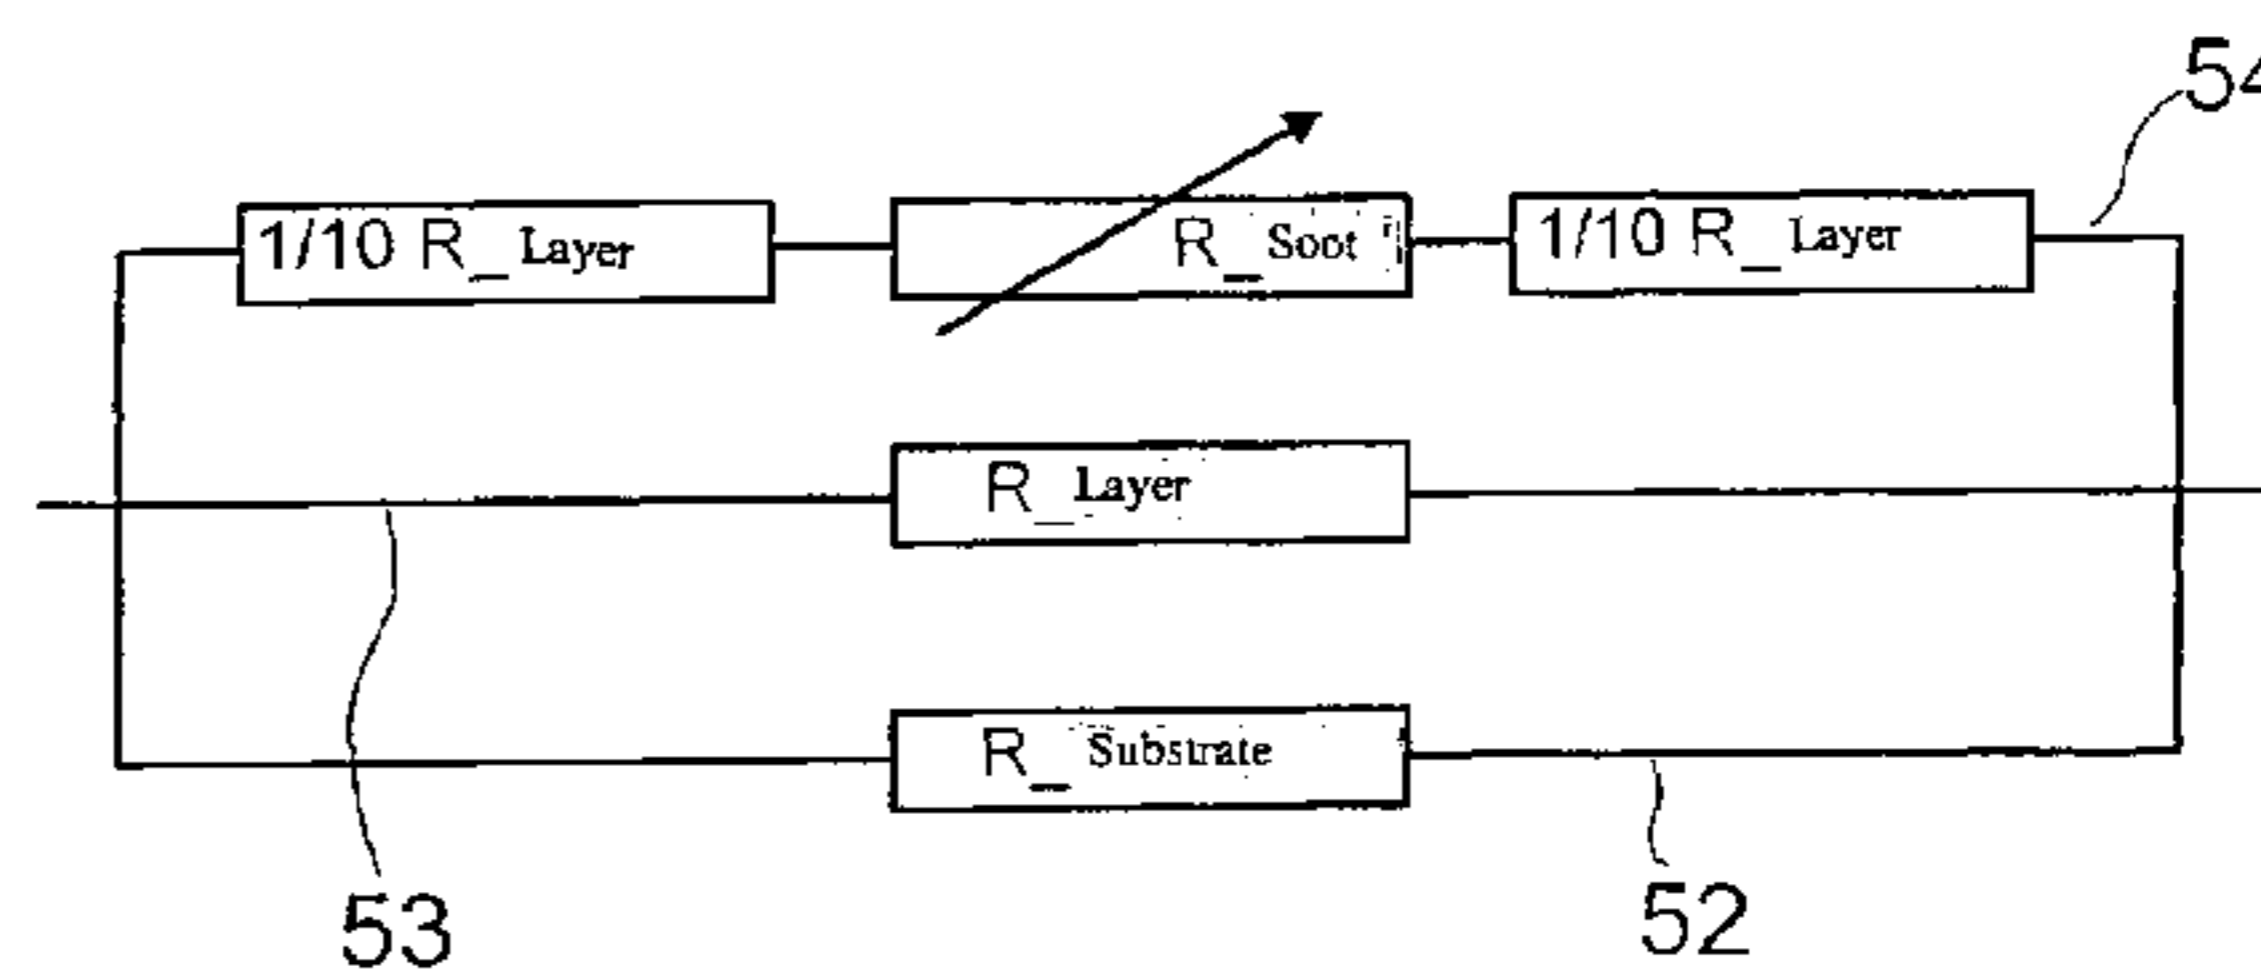 54
1/10 R_Layer
R_Soot
1/10 R_Layer
R_Layer
R_Substrate
53
52